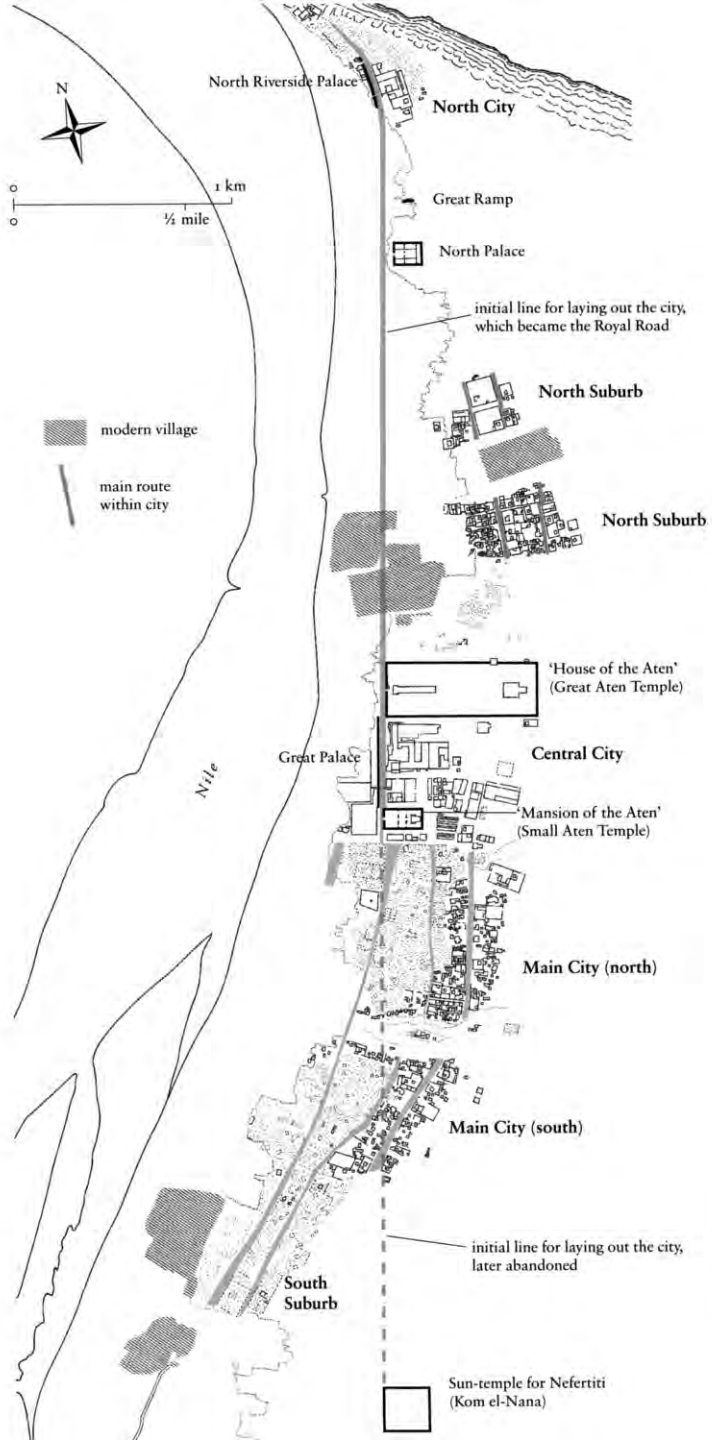 North Riverside Palace
N
North City
1 km
½ mile
Great Ramp
North Palace
initial line for laying out the city,
which became the Royal Road
North Suburb
modern village
main route
within city
North Suburb
'House of the Aten'
(Great Aten Temple)
Great Palace
Central City
Nile
'Mansion of the Aten'
(Small Aten Temple)
Main City (north)
Main City (south)
initial line for laying out the city,
later abandoned
South
Suburb
Sun-temple for Nefertiti
(Kom el-Nana)